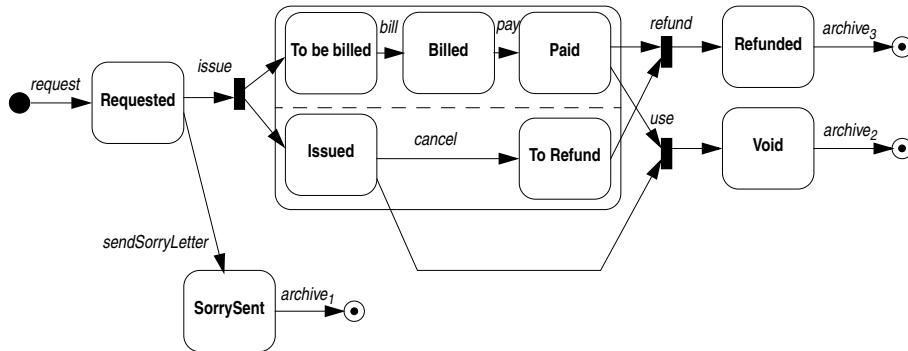 request
Requested
issue
To be billed
bill
Billed
pay
Paid
refund
Refunded
archive3
Issued
cancel
To Refund
use
Void
archive2
sendSorryLetter
SorrySent
archive1